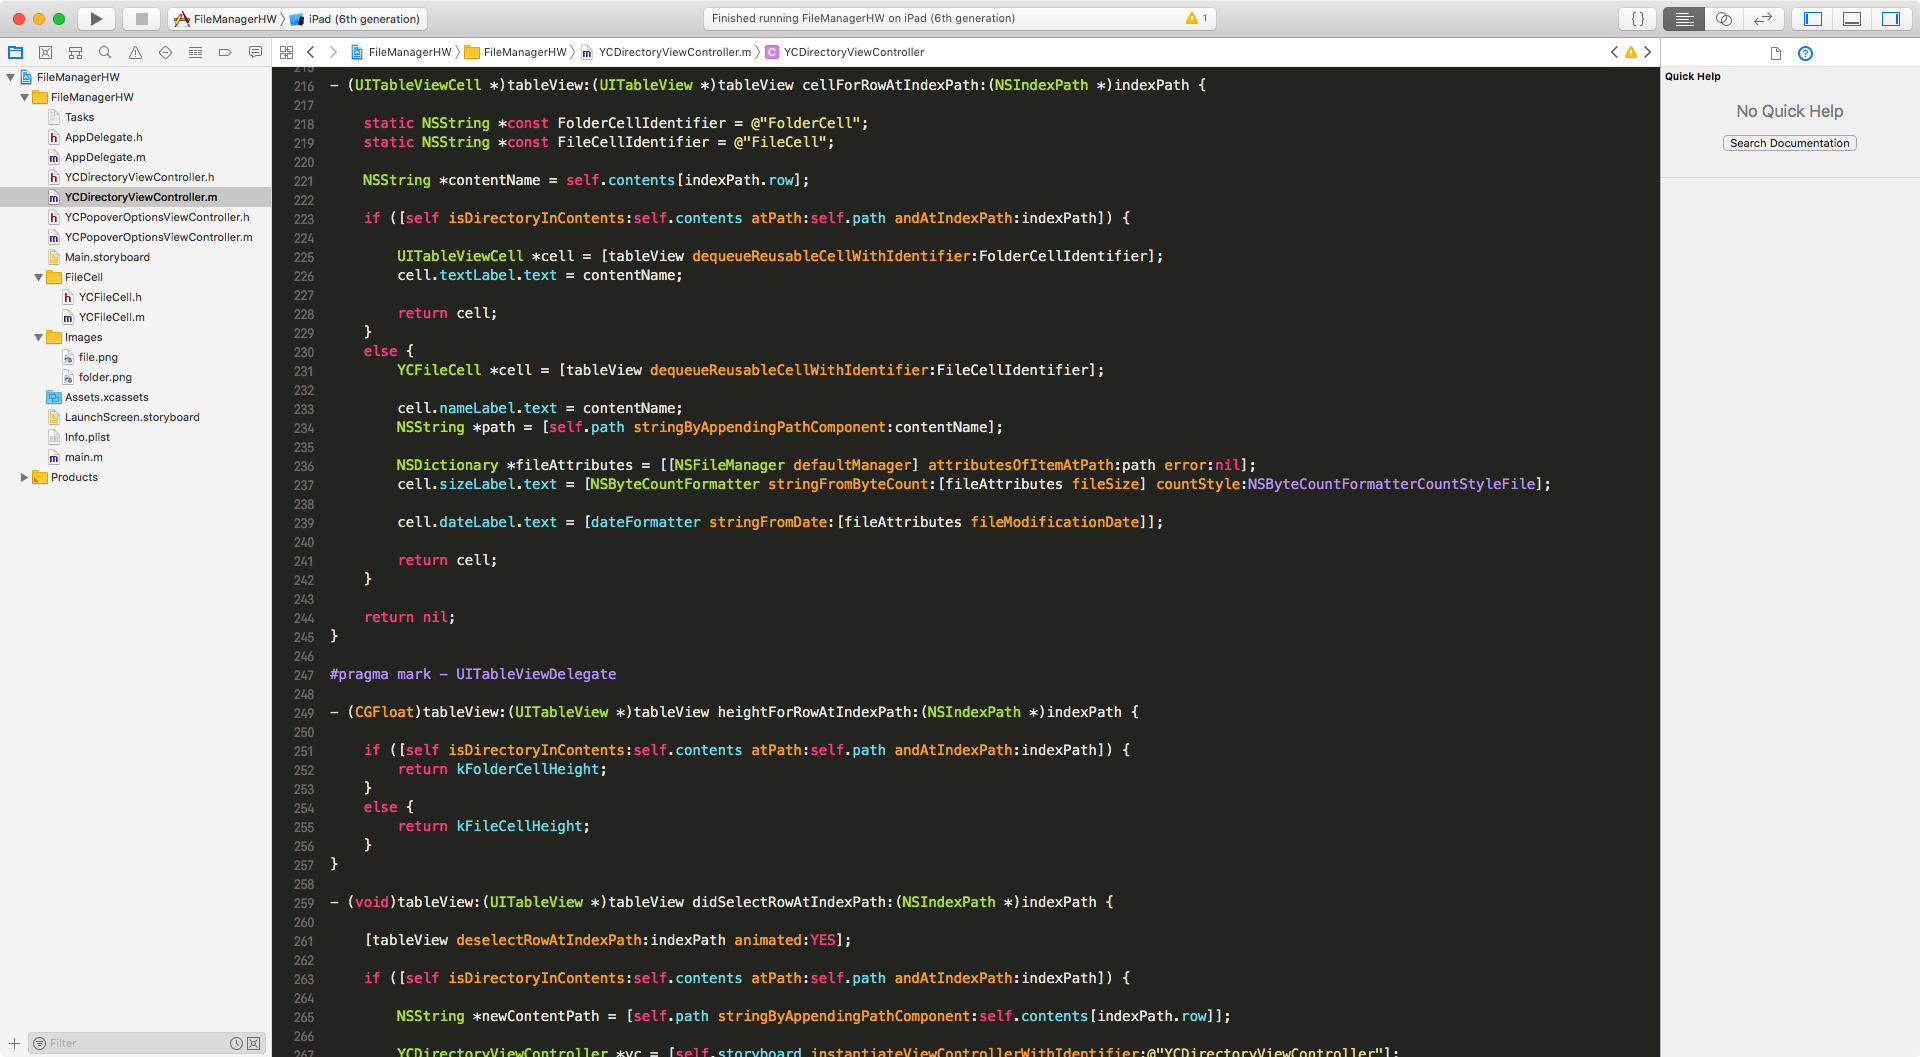 FileManagerHW
iPad (6th generation)
Finished running FileManagerHW on iPad (6th generation)
1
{ }
FileManagerHW
FileManagerHW
YCDirectoryViewController.m
YCDirectoryViewController
FileManagerHW
FileManagerHW
Tasks
AppDelegate.h
AppDelegate.m
YCDirectoryViewController.h
YCDirectoryViewController.m
YCPopoverOptionsViewController.h
YCPopoverOptionsViewController.m
Main.storyboard
FileCell
YCFileCell.h
YCFileCell.m
Images
file.png
folder.png
Assets.xcassets
LaunchScreen.storyboard
Info.plist
main.m
Products
Filter
215
216 - (UITableViewCell *)tableView:(UITableView *)tableView cellForRowAtIndexPath:(NSIndexPath *)indexPath {
217
218 static NSString *const FolderCellIdentifier = @"FolderCell";
219 static NSString *const FileCellIdentifier = @"FileCell";
220
221 NSString *contentName = self.contents[indexPath.row];
222
223 if ([self isDirectoryInContents:self.contents atPath:self.path andAtIndexPath:indexPath]) {
224
225 UITableViewCell *cell = [tableView dequeueReusableCellWithIdentifier:FolderCellIdentifier];
226 cell.textLabel.text = contentName;
227
228 return cell;
229 }
230 else {
231 YCFileCell *cell = [tableView dequeueReusableCellWithIdentifier:FileCellIdentifier];
232
233 cell.nameLabel.text = contentName;
234 NSString *path = [self.path stringByAppendingPathComponent:contentName];
235
236 NSDictionary *fileAttributes = [[NSFileManager defaultManager] attributesOfItemAtPath:path error:nil];
237 cell.sizeLabel.text = [NSByteCountFormatter stringFromByteCount:[fileAttributes fileSize] countStyle:NSByteCountFormatterCountStyleFile];
238
239 cell.dateLabel.text = [dateFormatter stringFromDate:[fileAttributes fileModificationDate]];
240
241 return cell;
242 }
243
244 return nil;
245 }
246
247 #pragma mark - UITableViewDelegate
248
249 - (CGFloat)tableView:(UITableView *)tableView heightForRowAtIndexPath:(NSIndexPath *)indexPath {
250
251 if ([self isDirectoryInContents:self.contents atPath:self.path andAtIndexPath:indexPath]) {
252 return kFolderCellHeight;
253 }
254 else {
255 return kFileCellHeight;
256 }
257 }
258
259 - (void)tableView:(UITableView *)tableView didSelectRowAtIndexPath:(NSIndexPath *)indexPath {
260
261 [tableView deselectRowAtIndexPath:indexPath animated:YES];
262
263 if ([self isDirectoryInContents:self.contents atPath:self.path andAtIndexPath:indexPath]) {
264
265 NSString *newContentPath = [self.path stringByAppendingPathComponent:self.contents[indexPath.row]];
266
267 YCDirectoryViewController *vc = [self.storyboard instantiateViewControllerWithIdentifier:@"YCDirectoryViewController"];
Quick Help
No Quick Help
Search Documentation